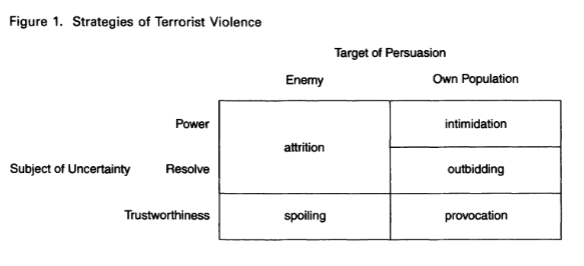 Figure 1. Strategies of Terrorist Violence
Target of Persuasion
Enemy Own Population
Power intimidation
attrition
Subject of Uncertainty Resolve outbidding
Trustworthiness spoiling provocation